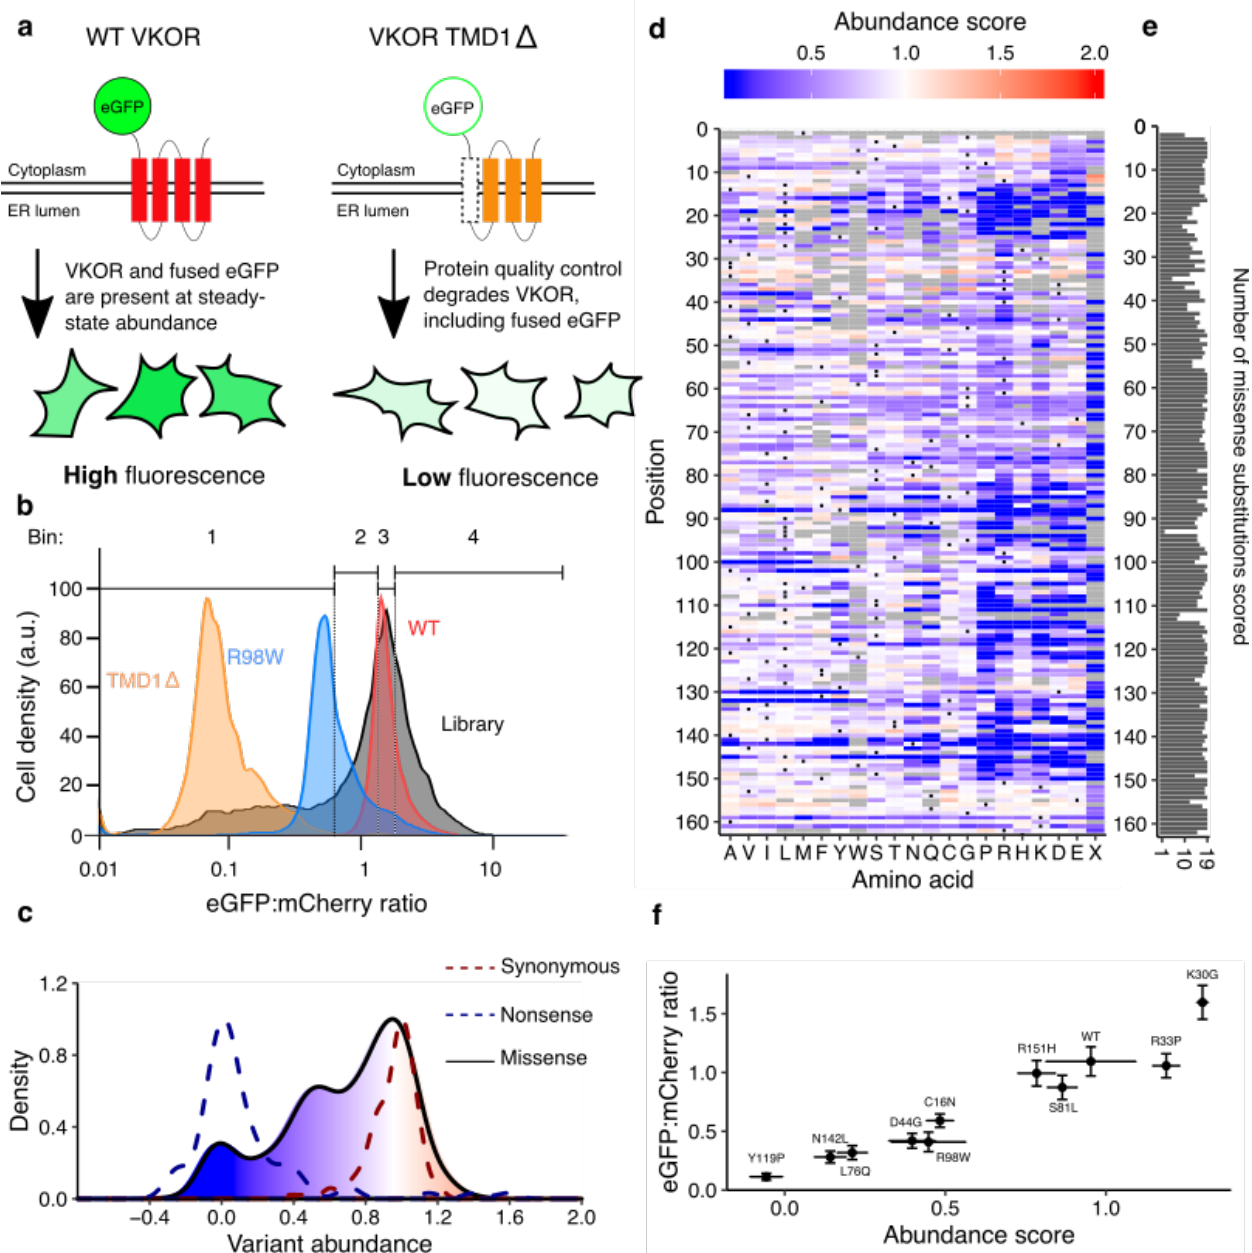 a
WT VKOR
VKOR TMD1Δ
eGFP
eGFP
Cytoplasm
ER lumen
Cytoplasm
ER lumen
VKOR and fused eGFP
are present at steady-
state abundance
Protein quality control
degrades VKOR,
including fused eGFP
High fluorescence
Low fluorescence
b
Bin: 1 2 3 4
Cell density (a.u.)
100
80
60
40
20
0
TMD1Δ
R98W
WT
Library
0.01 0.1 1 10
eGFP:mCherry ratio
c
Synonymous
Nonsense
Missense
Density
1.2
0.8
0.4
0.0
−0.4 0.0 0.4 0.8 1.2 1.6 2.0
Variant abundance
d
Abundance score
0.5 1.0 1.5 2.0
Position
0
10
20
30
40
50
60
70
80
90
100
110
120
130
140
150
160
A V I L M F Y W S T N Q C G P R H K D E X
Amino acid
e
0
10
20
30
40
50
60
70
80
90
100
110
120
130
140
150
160
1 10 19
Number of missense substitutions scored
f
eGFP:mCherry ratio
1.5
1.0
0.5
0.0
K30G
WT
R33P
R151H
S81L
C16N
D44G
R98W
N142L
L76Q
Y119P
0.0 0.5 1.0
Abundance score